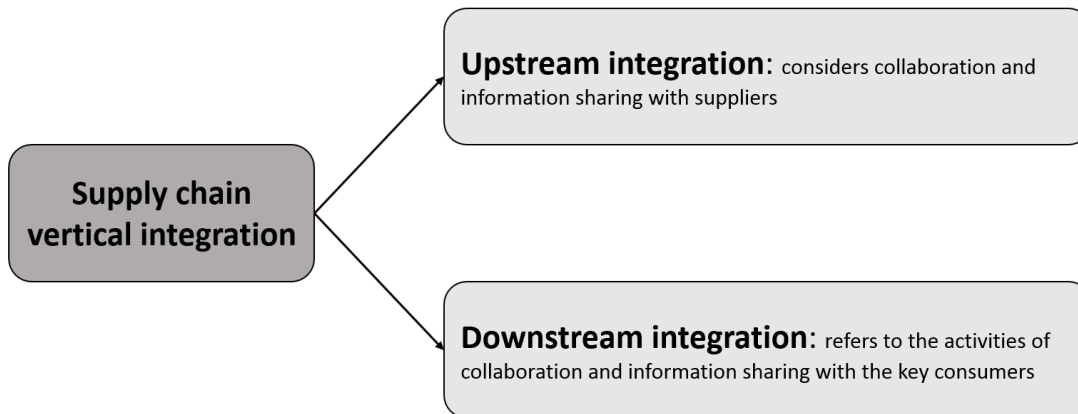 Supply chain
vertical integration
Upstream integration: considers collaboration and
information sharing with suppliers
Downstream integration: refers to the activities of
collaboration and information sharing with the key consumers